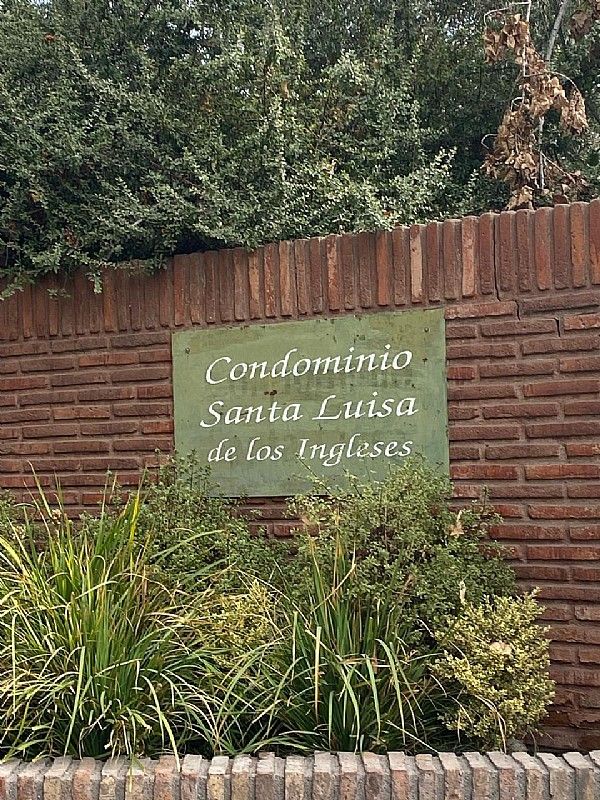 Condominio
Santa Luisa
de los Ingleses